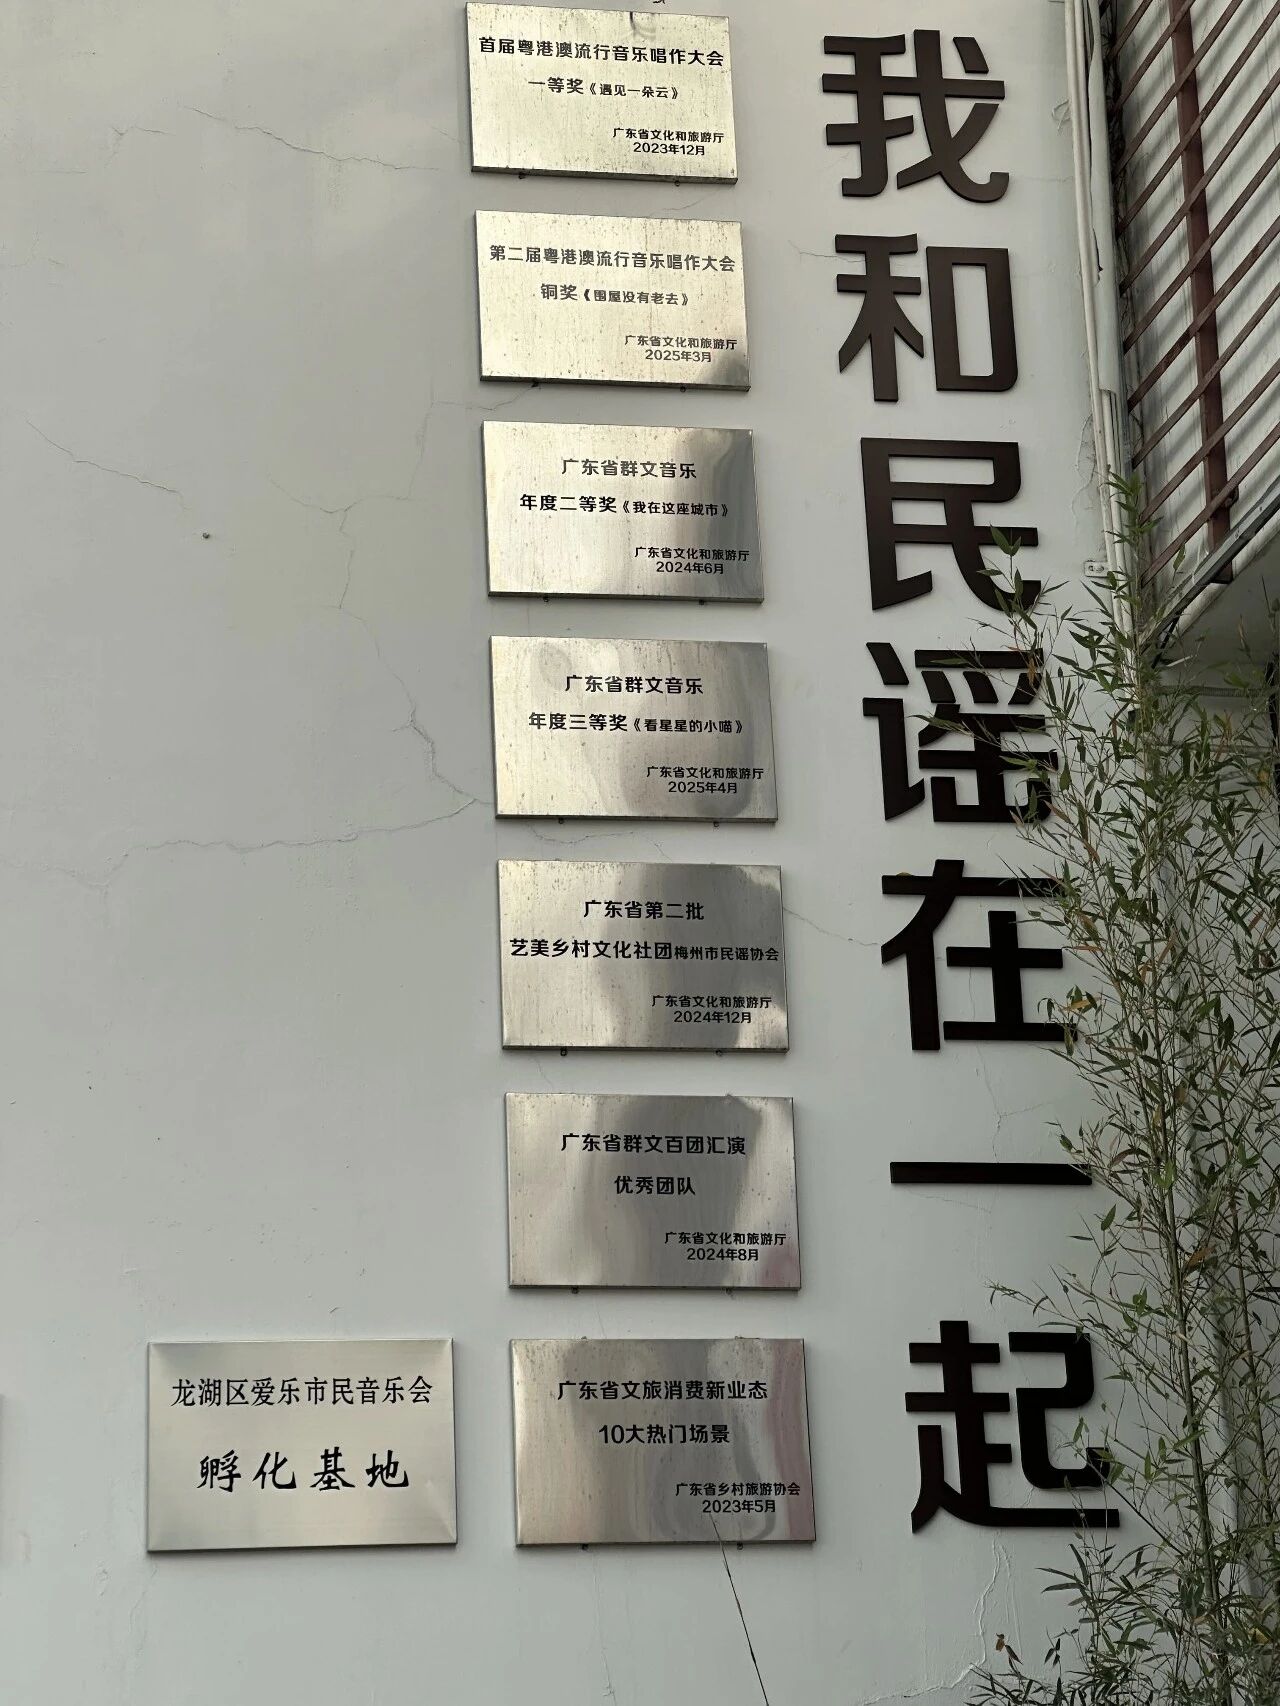 首届粤港澳流行音乐唱作大会
一等奖《遇见一朵云》
广东省文化和旅游厅
2023年12月
第二届粤港澳流行音乐唱作大会
铜奖《围屋没有老去》
广东省文化和旅游厅
2025年3月
广东省群文音乐
年度二等奖《我在这座城市》
广东省文化和旅游厅
2024年6月
广东省群文音乐
年度三等奖《看星星的小喵》
广东省文化和旅游厅
2025年4月
广东省第二批
艺美乡村文化社团梅州市民谣协会
广东省文化和旅游厅
2024年12月
广东省群文百团汇演
优秀团队
广东省文化和旅游厅
2024年8月
广东省文旅消费新业态
10大热门场景
广东省乡村旅游协会
2023年5月
龙湖区爱乐市民音乐会
孵化基地
我和民谣在一起